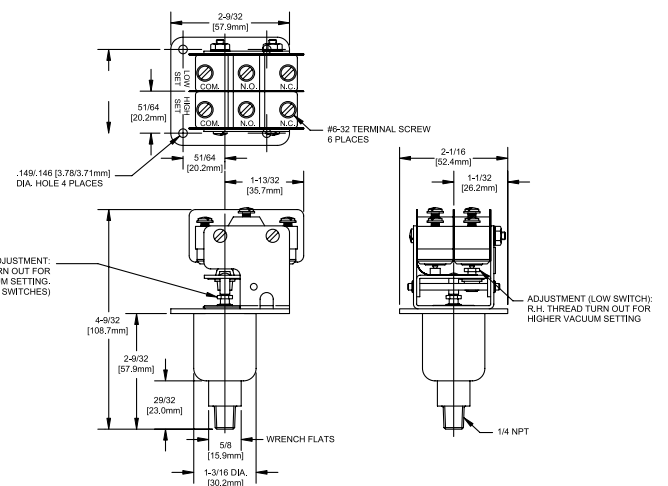 2-9/32
[57.9mm]
LOW
SET
HIGH
SET
COM.
N.O.
N.C.
COM.
N.O.
N.C.
51/64
[20.2mm]
#6-32 TERMINAL SCREW
6 PLACES
51/64
[20.2mm]
.149/.146 [3.78/3.71mm]
DIA. HOLE 4 PLACES
1-13/32
[35.7mm]
2-1/16
[52.4mm]
1-1/32
[26.2mm]
DJUSTMENT:
RN OUT FOR
UM SETTING.
SWITCHES)
4-9/32
[108.7mm]
2-9/32
[57.9mm]
29/32
[23.0mm]
5/8
[15.9mm]
WRENCH FLATS
1-3/16 DIA.
[30.2mm]
ADJUSTMENT (LOW SWITCH):
R.H. THREAD TURN OUT FOR
HIGHER VACUUM SETTING
1/4 NPT